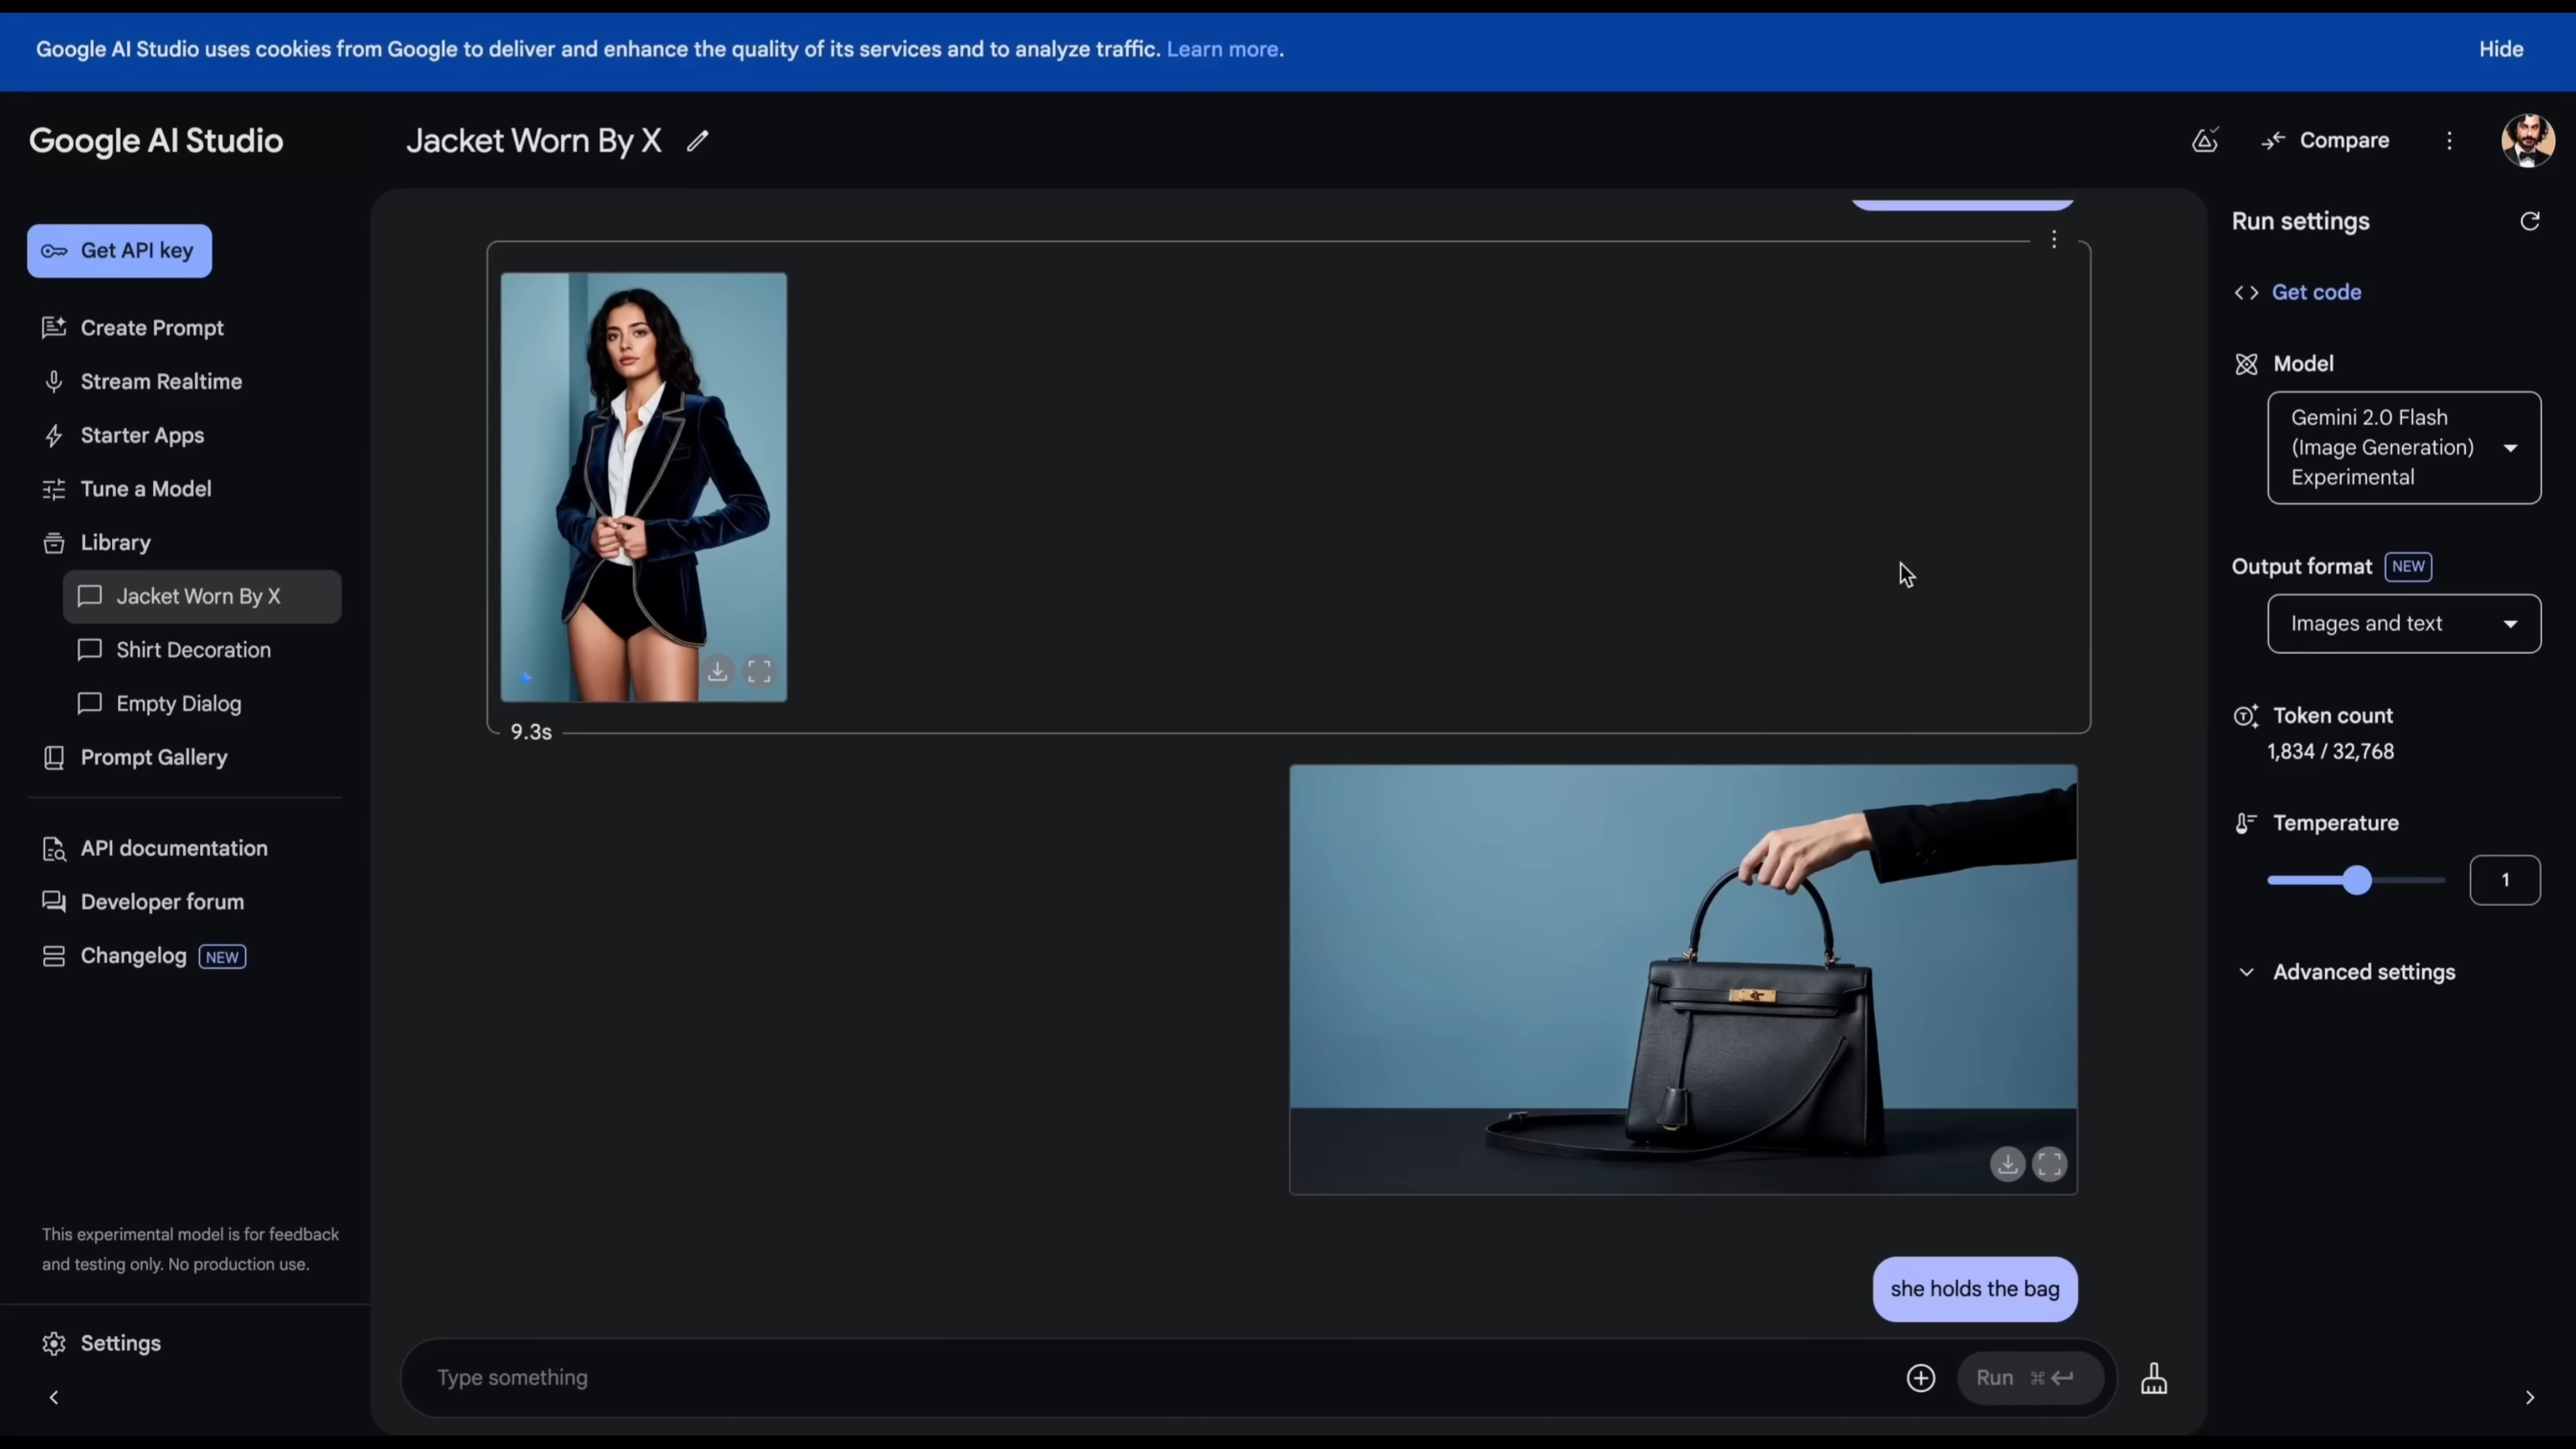 Google AI Studio uses cookies from Google to deliver and enhance the quality of its services and to analyze traffic. Learn more.
Hide
Google AI Studio
Jacket Worn By X
Compare
Get API key
Create Prompt
Stream Realtime
Starter Apps
Tune a Model
Library
Jacket Worn By X
Shirt Decoration
Empty Dialog
Prompt Gallery
API documentation
Developer forum
Changelog NEW
This experimental model is for feedback
and testing only. No production use.
Settings
9.3s
she holds the bag
Type something
Run ⌘
Run settings
Get code
Model
Gemini 2.0 Flash
(Image Generation)
Experimental
Output format NEW
Images and text
Token count
1,834 / 32,768
Temperature
1
Advanced settings